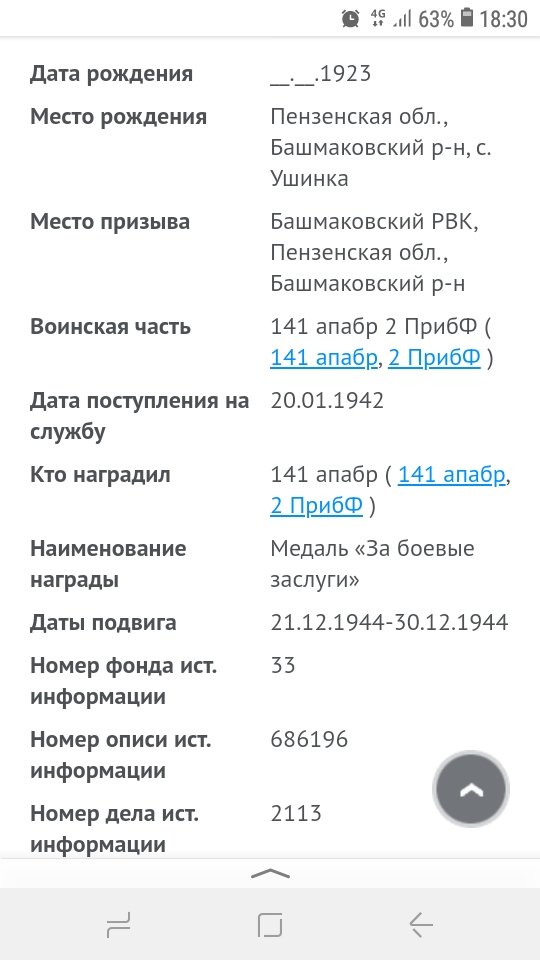 4G 63% 18:30
Дата рождения __.__.1923
Место рождения Пензенская обл.,
Башмаковский р-н, с.
Ушинка
Место призыва Башмаковский РВК,
Пензенская обл.,
Башмаковский р-н
Воинская часть 141 апабр 2 ПрибФ (
141 апабр, 2 ПрибФ )
Дата поступления на 20.01.1942
службу
Кто наградил 141 апабр ( 141 апабр,
2 ПрибФ )
Наименование Медаль «За боевые
награды заслуги»
Даты подвига 21.12.1944-30.12.1944
Номер фонда ист. 33
информации
Номер описи ист. 686196
информации
Номер дела ист. 2113
информации